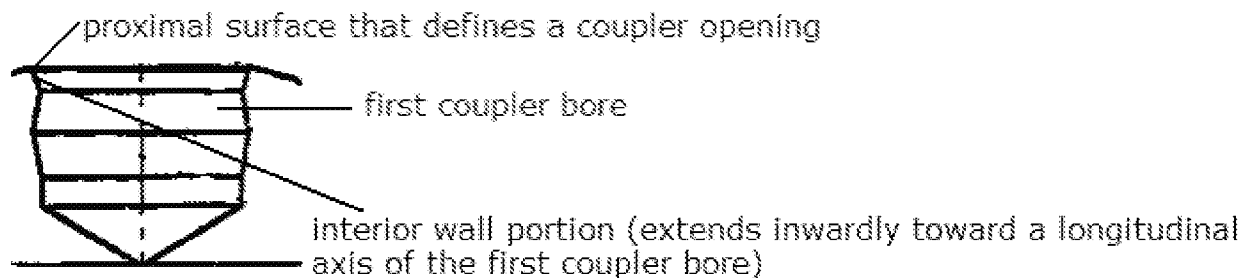 proximal surface that defines a coupler opening
first coupler bore
interior wall portion (extends inwardly toward a longitudinal
axis of the first coupler bore)